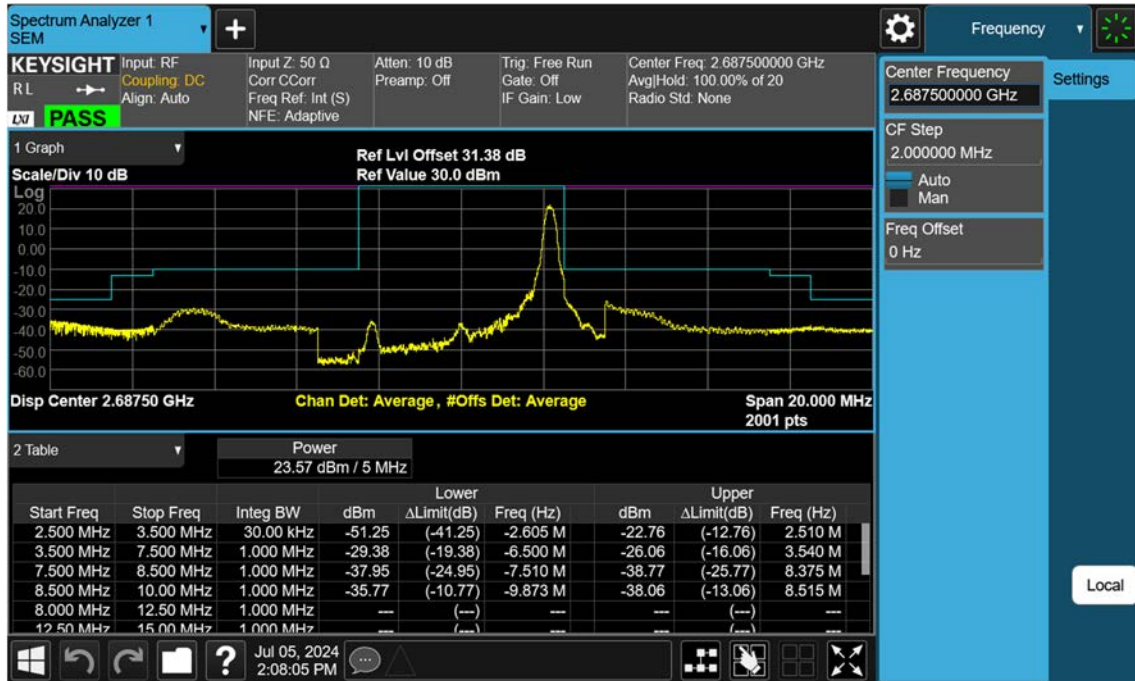 Spectrum Analyzer 1
SEM
Frequency
KEYSIGHT
RL
LXI
PASS
Input: RF
Coupling: DC
Align: Auto
Input Z: 50 Ω
Corr CCorr
Freq Ref: Int (S)
NFE: Adaptive
Atten: 10 dB
Preamp: Off
Trig: Free Run
Gate: Off
IF Gain: Low
Center Freq: 2.687500000 GHz
Avg|Hold: 100.00% of 20
Radio Std: None
Center Frequency
2.687500000 GHz
Settings
CF Step
2.000000 MHz
Auto
Man
Freq Offset
0 Hz
1 Graph
Ref Lvl Offset 31.38 dB
Scale/Div 10 dB Ref Value 30.0 dBm
Log
20.0
10.0
0.00
-10.0
-20.0
-30.0
-40.0
-50.0
-60.0
Disp Center 2.68750 GHz Chan Det: Average, #Offs Det: Average Span 20.000 MHz
2001 pts
2 Table
Power
23.57 dBm / 5 MHz
Lower Upper
Start Freq Stop Freq Integ BW dBm ΔLimit(dB) Freq (Hz) dBm ΔLimit(dB) Freq (Hz)
2.500 MHz 3.500 MHz 30.00 kHz -51.25 (-41.25) -2.605 M -22.76 (-12.76) 2.510 M
3.500 MHz 7.500 MHz 1.000 MHz -29.38 (-19.38) -6.500 M -26.06 (-16.06) 3.540 M
7.500 MHz 8.500 MHz 1.000 MHz -37.95 (-24.95) -7.510 M -38.77 (-25.77) 8.375 M
8.500 MHz 10.00 MHz 1.000 MHz -35.77 (-10.77) -9.873 M -38.06 (-13.06) 8.515 M
8.000 MHz 12.50 MHz 1.000 MHz --- (---) --- (---)
12.50 MHz 15.00 MHz 1.000 MHz --- (---) --- (---)
Local
Jul 05, 2024
2:08:05 PM